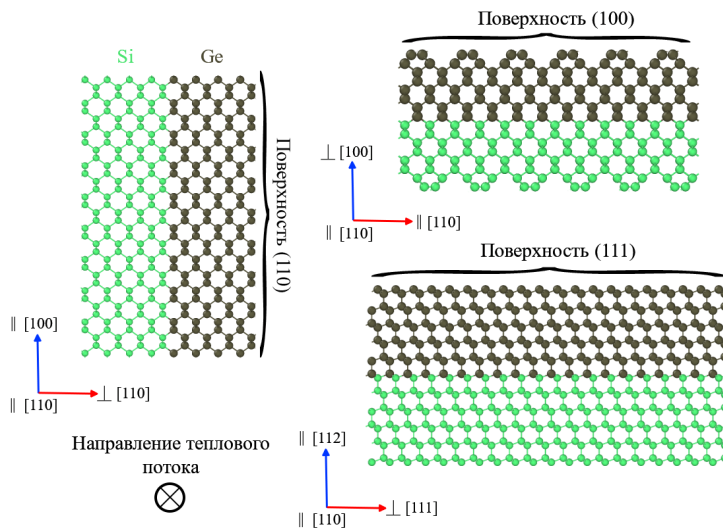 Поверхность (100)
Si
Ge
Поверхность (110)
⊥ [100]
∥ [110]
∥ [110]
Поверхность (111)
∥ [100]
∥ [110]
⊥ [110]
Направление теплового
потока
∥ [112]
∥ [110]
⊥ [111]